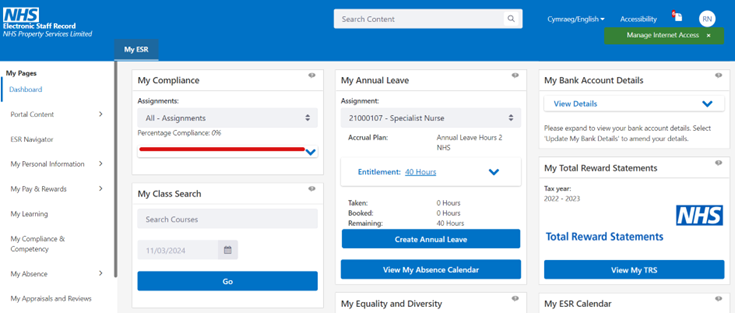 NHS
Electronic Staff Record
NHS Property Services Limited
Search Content
Cymraeg/English
Accessibility
RN
Manage Internet Access ×
My ESR
My Pages
Dashboard
Portal Content
ESR Navigator
My Personal Information
My Pay & Rewards
My Learning
My Compliance &
Competency
My Absence
My Appraisals and Reviews
My Compliance
Assignments:
All - Assignments
Percentage Compliance: 0%
My Class Search
Search Courses
11/03/2024
Go
My Annual Leave
Assignment:
21000107 - Specialist Nurse
Accrual Plan: Annual Leave Hours 2
NHS
Entitlement: 40 Hours
Taken: 0 Hours
Booked: 0 Hours
Remaining: 40 Hours
Create Annual Leave
View My Absence Calendar
My Equality and Diversity
My Bank Account Details
View Details
Please expand to view your bank account details. Select
'Update My Bank Details' to amend your details.
My Total Reward Statements
Tax year:
2022 - 2023
NHS
Total Reward Statements
View My TRS
My ESR Calendar